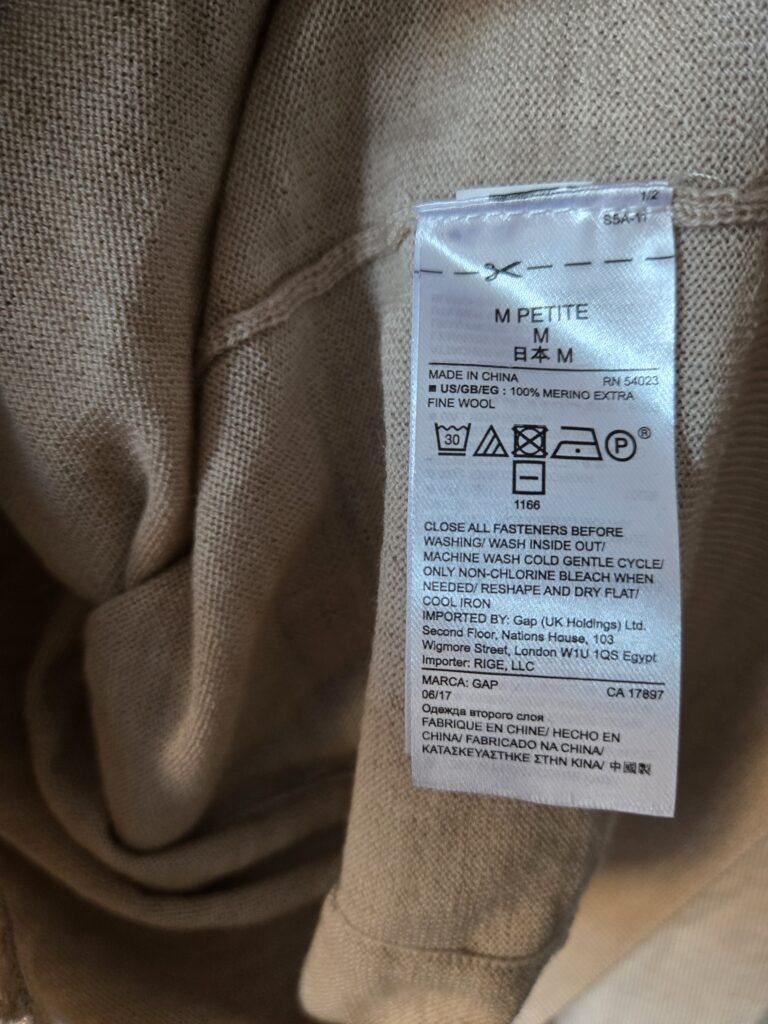 1/2
S5A-11
M PETITE
M
日本 M
MADE IN CHINA RN 54023
■ US/GB/EG : 100% MERINO EXTRA
FINE WOOL
30 P®
1166
CLOSE ALL FASTENERS BEFORE
WASHING/ WASH INSIDE OUT/
MACHINE WASH COLD GENTLE CYCLE/
ONLY NON-CHLORINE BLEACH WHEN
NEEDED/ RESHAPE AND DRY FLAT/
COOL IRON
IMPORTED BY: Gap (UK Holdings) Ltd.
Second Floor, Nations House, 103
Wigmore Street, London W1U 1QS Egypt
Importer: RIGE, LLC
MARCA: GAP CA 17897
06/17
Одежда второго слоя
FABRIQUE EN CHINE/ HECHO EN
CHINA/ FABRICADO NA CHINA/
ΚΑΤΑΣΚΕΥΑΣΤΗΚΕ ΣΤΗΝ ΚΙΝΑ/ 中國製